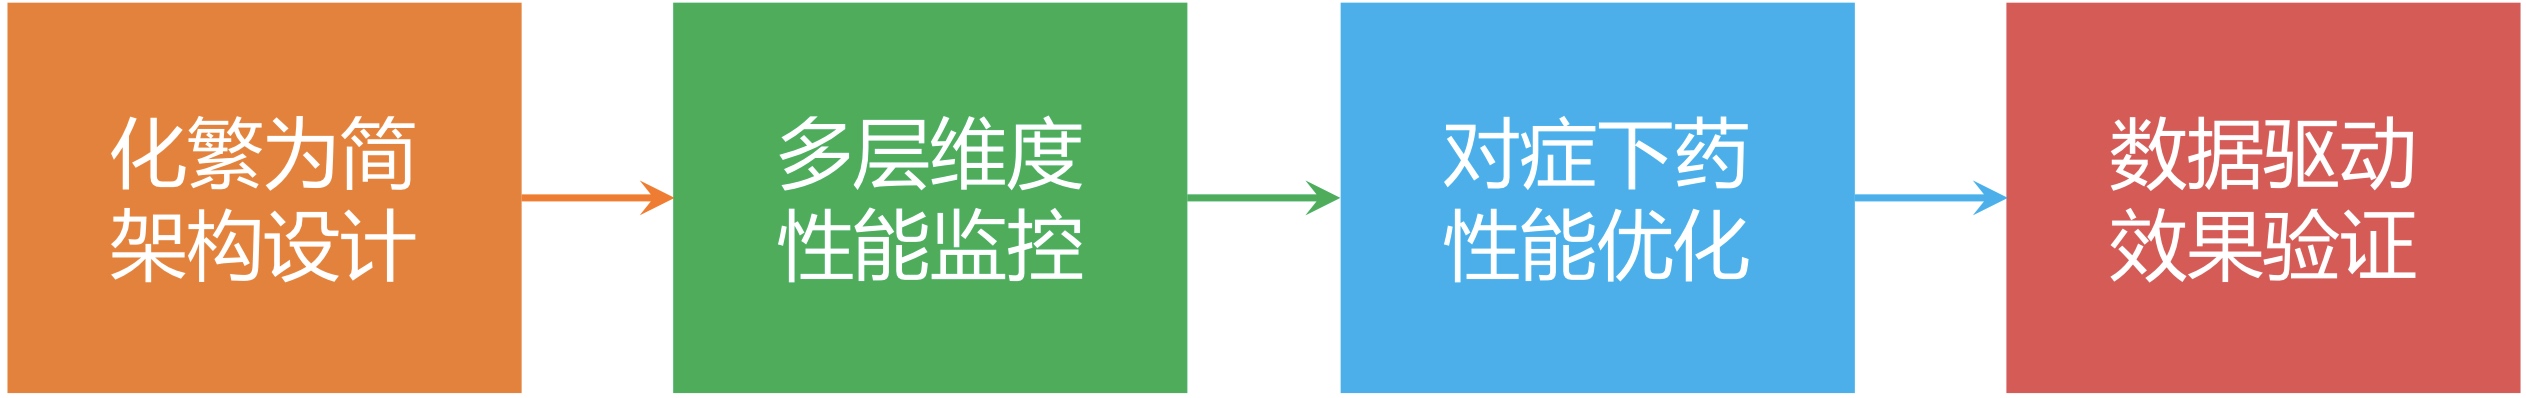 化繁为简
架构设计
多层维度
性能监控
对症下药
性能优化
数据驱动
效果验证